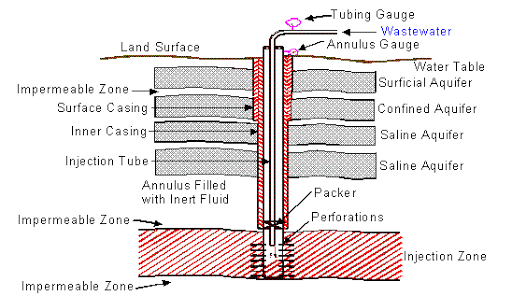 Tubing Gauge
Wastewater
Annulus Gauge
Land Surface
Water Table
Surficial Aquifer
Impermeable Zone
Surface Casing
Confined Aquifer
Inner Casing
Saline Aquifer
Injection Tube
Saline Aquifer
Annulus Filled
with Inert Fluid
Packer
Impermeable Zone
Perforations
Injection Zone
Impermeable Zone